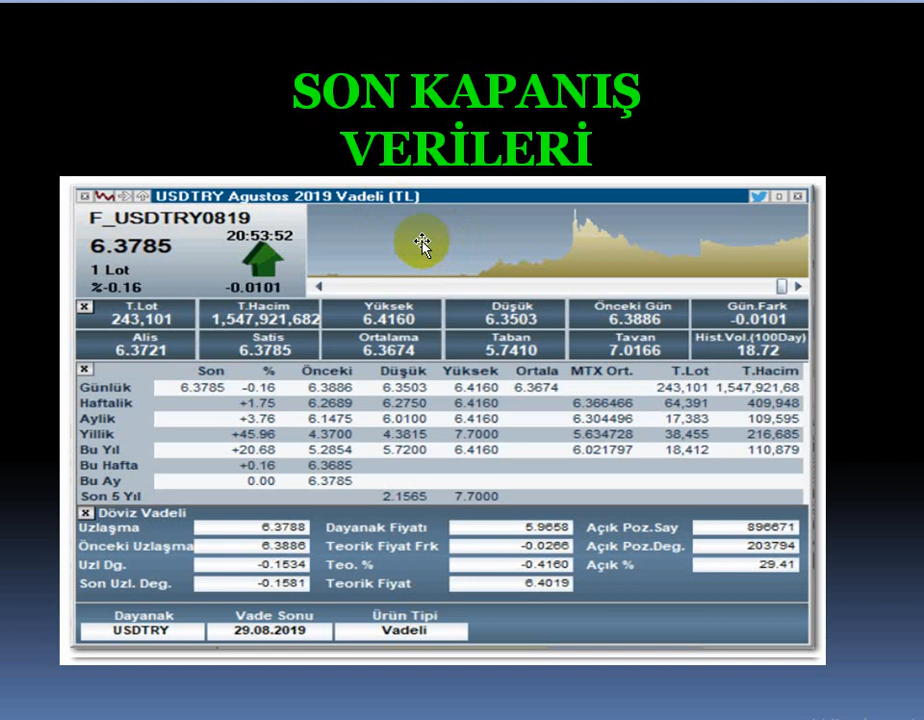 SON KAPANIŞ
VERİLERİ
USDTRY Agustos 2019 Vadeli (TL)
F_USDTRY0819
20:53:52
6.3785
1 Lot
%-0.16 -0.0101
T.Lot T.Hacim Yüksek Düşük Önceki Gün Gün.Fark
243,101 1,547,921,682 6.4160 6.3503 6.3886 -0.0101
Alis Satis Ortalama Taban Tavan Hist.Vol.(100Day)
6.3721 6.3785 6.3674 5.7410 7.0166 18.72
Son % Önceki Düşük Yüksek Ortala MTX Ort. T.Lot T.Hacim
Günlük 6.3785 -0.16 6.3886 6.3503 6.4160 6.3674 243,101 1,547,921,68
Haftalik +1.75 6.2689 6.2750 6.4160 6.366466 64,391 409,948
Aylik +3.76 6.1475 6.0100 6.4160 6.304496 17,383 109,595
Yillik +45.96 4.3700 4.3815 7.7000 5.634728 38,455 216,685
Bu Yıl +20.68 5.2854 5.7200 6.4160 6.021797 18,412 110,879
Bu Hafta +0.16 6.3685
Bu Ay 0.00 6.3785
Son 5 Yıl 2.1565 7.7000
Döviz Vadeli
Uzlaşma 6.3788 Dayanak Fiyatı 5.9658 Açık Poz.Say 896671
Önceki Uzlaşma 6.3886 Teorik Fiyat Frk -0.0266 Açık Poz.Deg. 203794
Uzl Dg. -0.1534 Teo. % -0.4160 Açık % 29.41
Son Uzl. Deg. -0.1581 Teorik Fiyat 6.4019
Dayanak Vade Sonu Ürün Tipi
USDTRY 29.08.2019 Vadeli